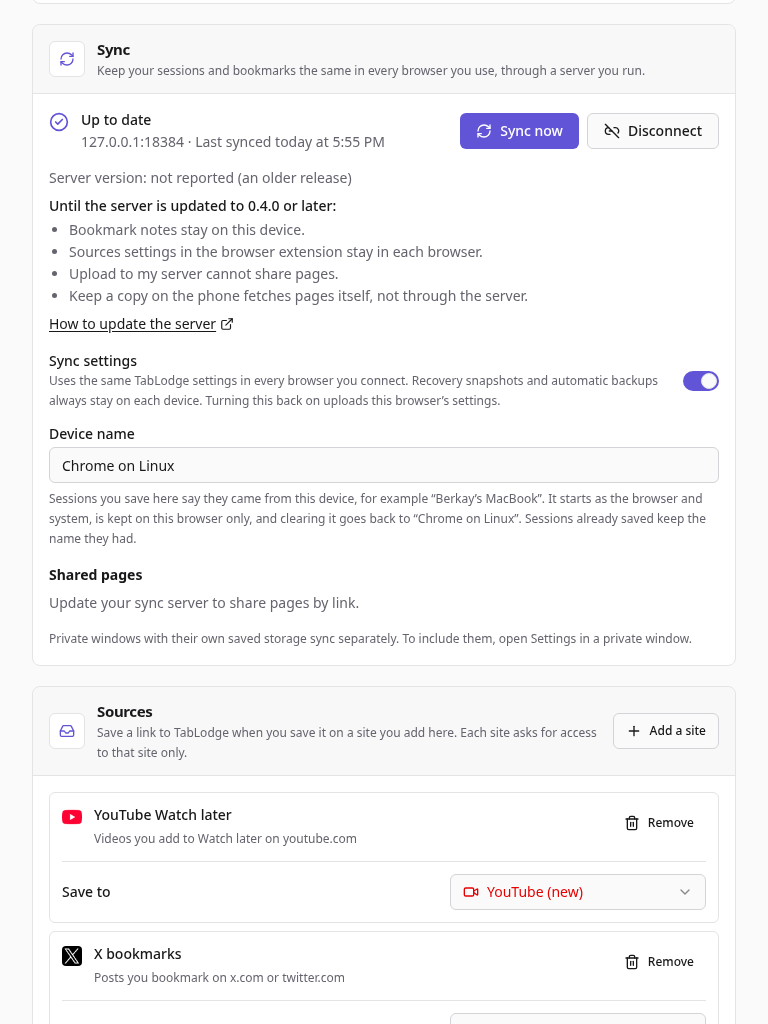 Sync
Keep your sessions and bookmarks the same in every browser you use, through a server you run.
Up to date
127.0.0.1:18384 · Last synced today at 5:55 PM
Sync now
Disconnect
Server version: not reported (an older release)
Until the server is updated to 0.4.0 or later:
• Bookmark notes stay on this device.
• Sources settings in the browser extension stay in each browser.
• Upload to my server cannot share pages.
• Keep a copy on the phone fetches pages itself, not through the server.
How to update the server
Sync settings
Uses the same TabLodge settings in every browser you connect. Recovery snapshots and automatic backups
always stay on each device. Turning this back on uploads this browser’s settings.
Device name
Chrome on Linux
Sessions you save here say they came from this device, for example “Berkay’s MacBook”. It starts as the browser and
system, is kept on this browser only, and clearing it goes back to “Chrome on Linux”. Sessions already saved keep the
name they had.
Shared pages
Update your sync server to share pages by link.
Private windows with their own saved storage sync separately. To include them, open Settings in a private window.
Sources
Save a link to TabLodge when you save it on a site you add here. Each site asks for access
to that site only.
Add a site
YouTube Watch later
Videos you add to Watch later on youtube.com
Remove
Save to
YouTube (new)
X bookmarks
Posts you bookmark on x.com or twitter.com
Remove